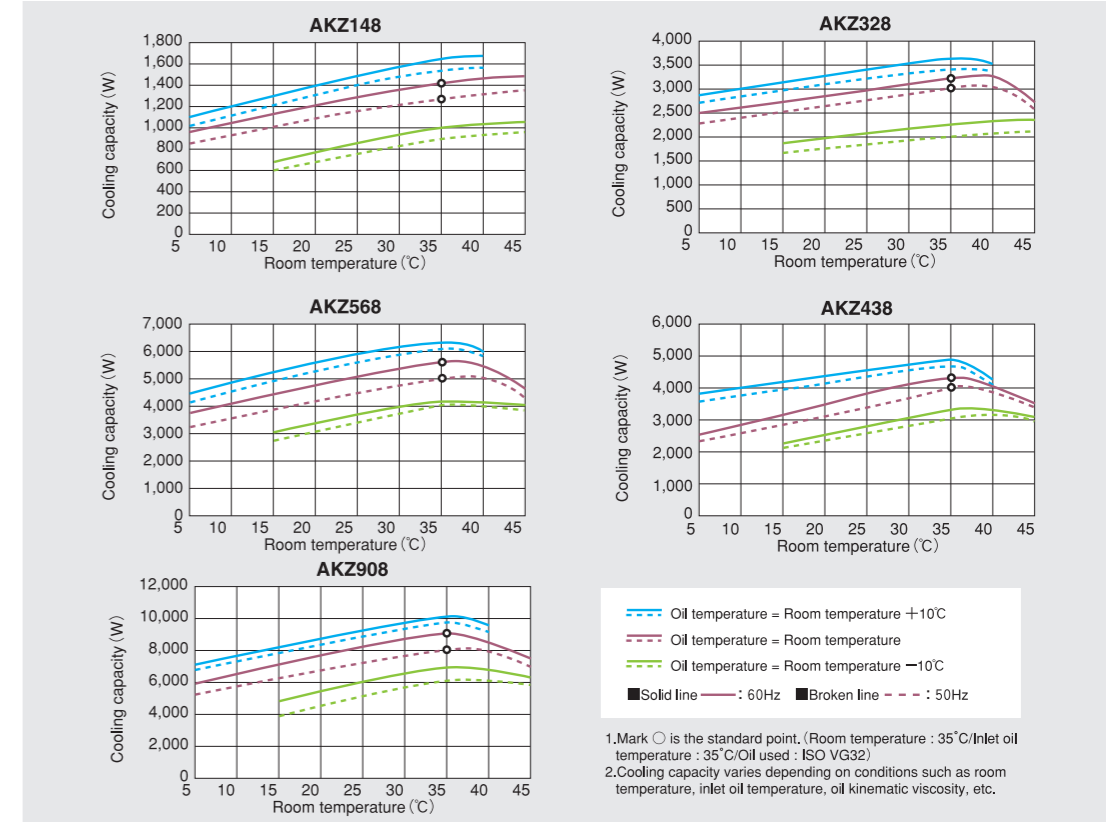 AKZ148
Cooling capacity (W)
1,800
1,600
1,400
1,200
1,000
800
600
400
200
0
5 10 15 20 25 30 35 40 45
Room temperature (℃)
AKZ328
Cooling capacity (W)
4,000
3,500
3,000
2,500
2,000
1,500
1,000
500
0
5 10 15 20 25 30 35 40 45
Room temperature (℃)
AKZ568
Cooling capacity (W)
7,000
6,000
5,000
4,000
3,000
2,000
1,000
0
5 10 15 20 25 30 35 40 45
Room temperature (℃)
AKZ438
Cooling capacity (W)
6,000
5,000
4,000
3,000
2,000
1,000
0
5 10 15 20 25 30 35 40 45
Room temperature (℃)
AKZ908
Cooling capacity (W)
12,000
10,000
8,000
6,000
4,000
2,000
0
5 10 15 20 25 30 35 40 45
Room temperature (℃)
Oil temperature = Room temperature +10℃
Oil temperature = Room temperature
Oil temperature = Room temperature −10℃
■Solid line —— : 60Hz ■Broken line - - - : 50Hz
1.Mark ○ is the standard point. (Room temperature : 35˚C/Inlet oil
temperature : 35˚C/Oil used : ISO VG32)
2.Cooling capacity varies depending on conditions such as room
temperature, inlet oil temperature, oil kinematic viscosity, etc.